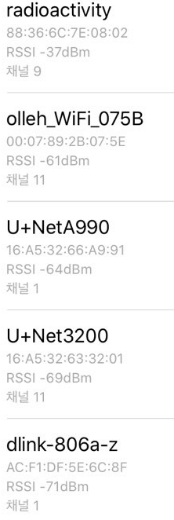 radioactivity
88:36:6C:7E:08:02
RSSI -37dBm
채널 9
olleh_WiFi_075B
00:07:89:2B:07:5E
RSSI -61dBm
채널 11
U+NetA990
16:A5:32:66:A9:91
RSSI -64dBm
채널 1
U+Net3200
16:A5:32:63:32:01
RSSI -69dBm
채널 11
dlink-806a-z
AC:F1:DF:5E:6C:8F
RSSI -71dBm
채널 1